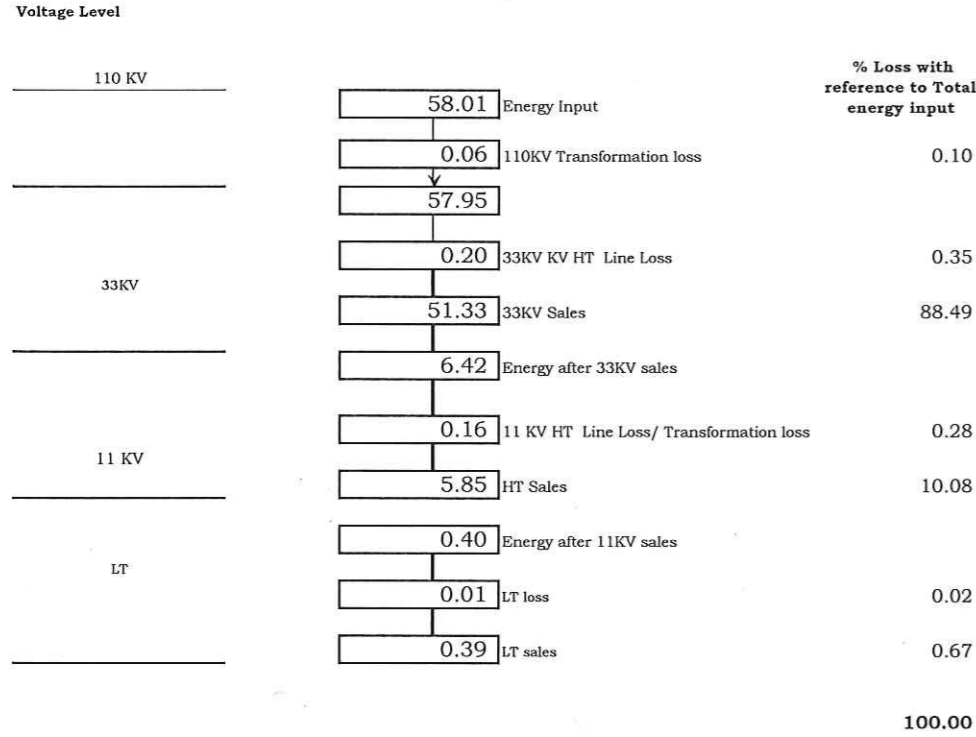 Voltage Level
110 KV
% Loss with
reference to Total
energy input
58.01 Energy Input
0.06 110KV Transformation loss 0.10
57.95
0.20 33KV KV HT Line Loss 0.35
33KV
51.33 33KV Sales 88.49
6.42 Energy after 33KV sales
0.16 11 KV HT Line Loss/ Transformation loss 0.28
11 KV
5.85 HT Sales 10.08
0.40 Energy after 11KV sales
LT
0.01 LT loss 0.02
0.39 LT sales 0.67
100.00